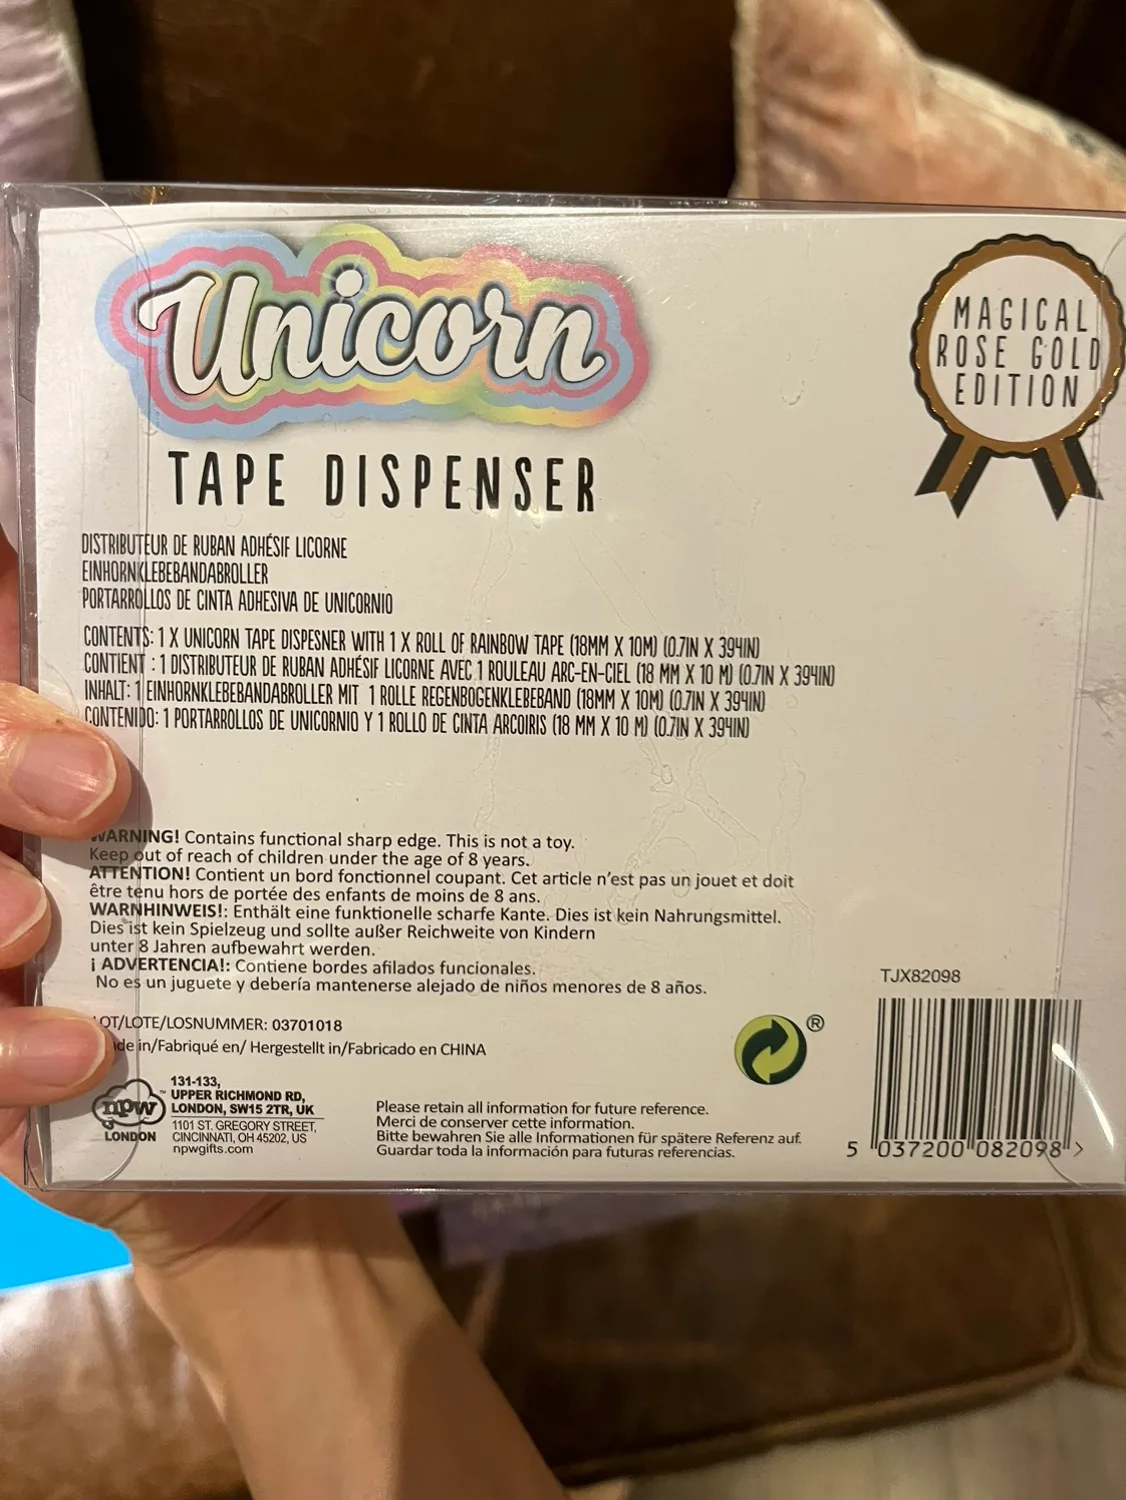 Unicorn
TAPE DISPENSER
MAGICAL
ROSE GOLD
EDITION
DISTRIBUTEUR DE RUBAN ADHÉSIF LICORNE
EINHORNKLEBEBANDABROLLER
PORTARROLLOS DE CINTA ADHESIVA DE UNICORNIO
CONTENTS: 1 X UNICORN TAPE DISPESNER WITH 1 X ROLL OF RAINBOW TAPE (18MM X 10M) (0.7IN X 394IN)
CONTIENT : 1 DISTRIBUTEUR DE RUBAN ADHÉSIF LICORNE AVEC 1 ROULEAU ARC-EN-CIEL (18 MM X 10 M) (0.7IN X 394IN)
INHALT: 1 EINHORNKLEBEBANDABROLLER MIT 1 ROLLE REGENBOGENKLEBEBAND (18MM X 10M) (0.7IN X 394IN)
CONTENIDO: 1 PORTARROLLOS DE UNICORNIO Y 1 ROLLO DE CINTA ARCOIRIS (18 MM X 10 M) (0.7IN X 394IN)
WARNING! Contains functional sharp edge. This is not a toy.
Keep out of reach of children under the age of 8 years.
ATTENTION! Contient un bord fonctionnel coupant. Cet article n'est pas un jouet et doit
être tenu hors de portée des enfants de moins de 8 ans.
WARNHINWEIS!: Enthält eine funktionelle scharfe Kante. Dies ist kein Nahrungsmittel.
Dies ist kein Spielzeug und sollte außer Reichweite von Kindern
unter 8 Jahren aufbewahrt werden.
¡ ADVERTENCIA!: Contiene bordes afilados funcionales.
No es un juguete y debería mantenerse alejado de niños menores de 8 años.
LOT/LOTE/LOSNUMMER: 03701018
Made in/Fabriqué en/ Hergestellt in/Fabricado en CHINA
npw™
LONDON
131-133,
UPPER RICHMOND RD,
LONDON, SW15 2TR, UK
1101 ST. GREGORY STREET,
CINCINNATI, OH 45202, US
npwgifts.com
Please retain all information for future reference.
Merci de conserver cette information.
Bitte bewahren Sie alle Informationen für spätere Referenz auf.
Guardar toda la información para futuras referencias.
®
TJX82098
5 037200 082098 >